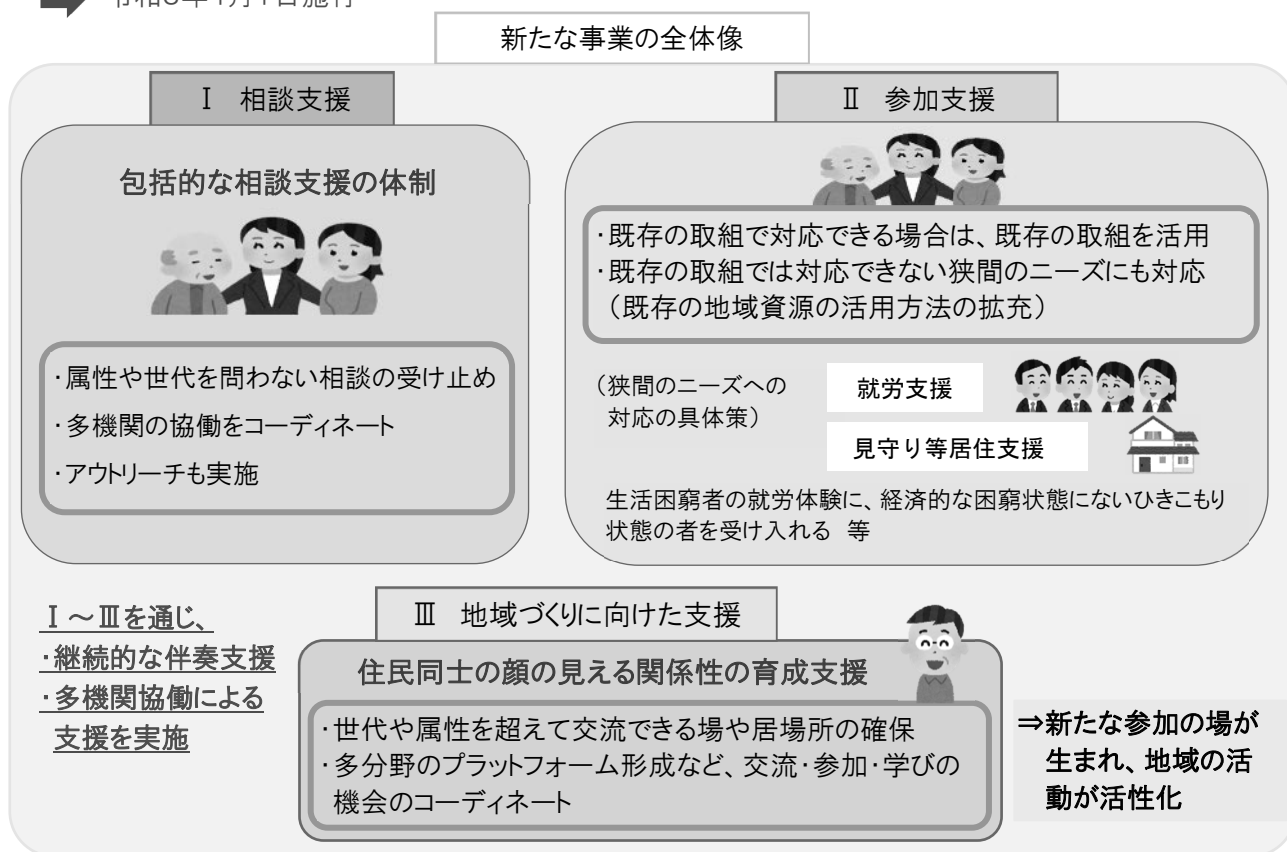 新たな事業の全体像
Ⅰ 相談支援
包括的な相談支援の体制
・属性や世代を問わない相談の受け止め
・多機関の協働をコーディネート
・アウトリーチも実施
Ⅱ 参加支援
・既存の取組で対応できる場合は、既存の取組を活用
・既存の取組では対応できない狭間のニーズにも対応
（既存の地域資源の活用方法の拡充）
（狭間のニーズへの
対応の具体策）
就労支援
見守り等居住支援
生活困窮者の就労体験に、経済的な困窮状態にないひきこもり
状態の者を受け入れる 等
Ⅰ～Ⅲを通じ、
・継続的な伴奏支援
・多機関協働による
支援を実施
Ⅲ 地域づくりに向けた支援
住民同士の顔の見える関係性の育成支援
・世代や属性を超えて交流できる場や居場所の確保
・多分野のプラットフォーム形成など、交流・参加・学びの
機会のコーディネート
⇒新たな参加の場が
生まれ、地域の活
動が活性化